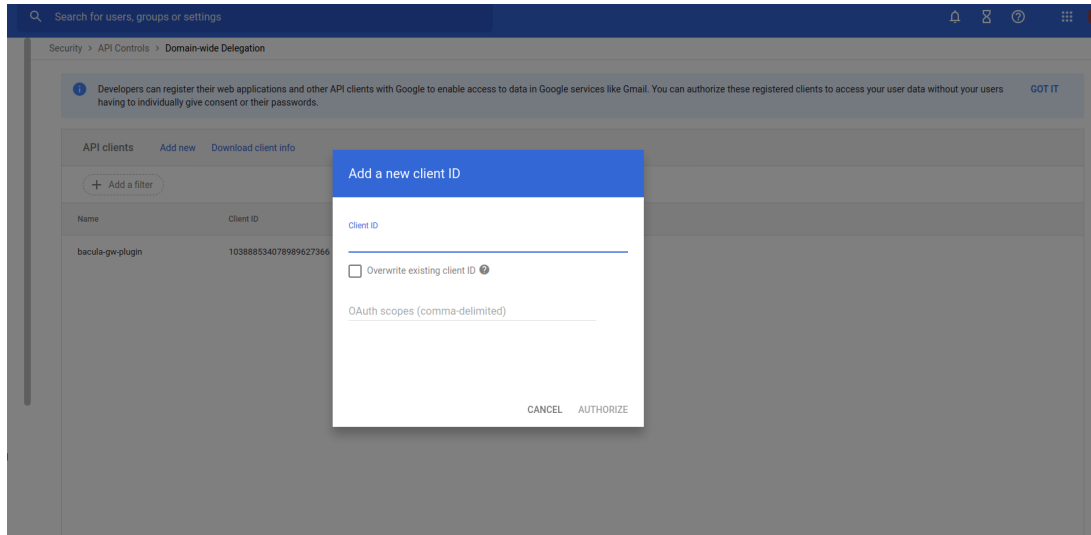 Search for users, groups or settings
Security > API Controls > Domain-wide Delegation
Developers can register their web applications and other API clients with Google to enable access to data in Google services like Gmail. You can authorize these registered clients to access your user data without your users
having to individually give consent or their passwords.
GOT IT
API clients Add new Download client info
+ Add a filter
Name Client ID
bacula-gw-plugin 103888534078989627366
Add a new client ID
Client ID
Overwrite existing client ID
OAuth scopes (comma-delimited)
CANCEL AUTHORIZE